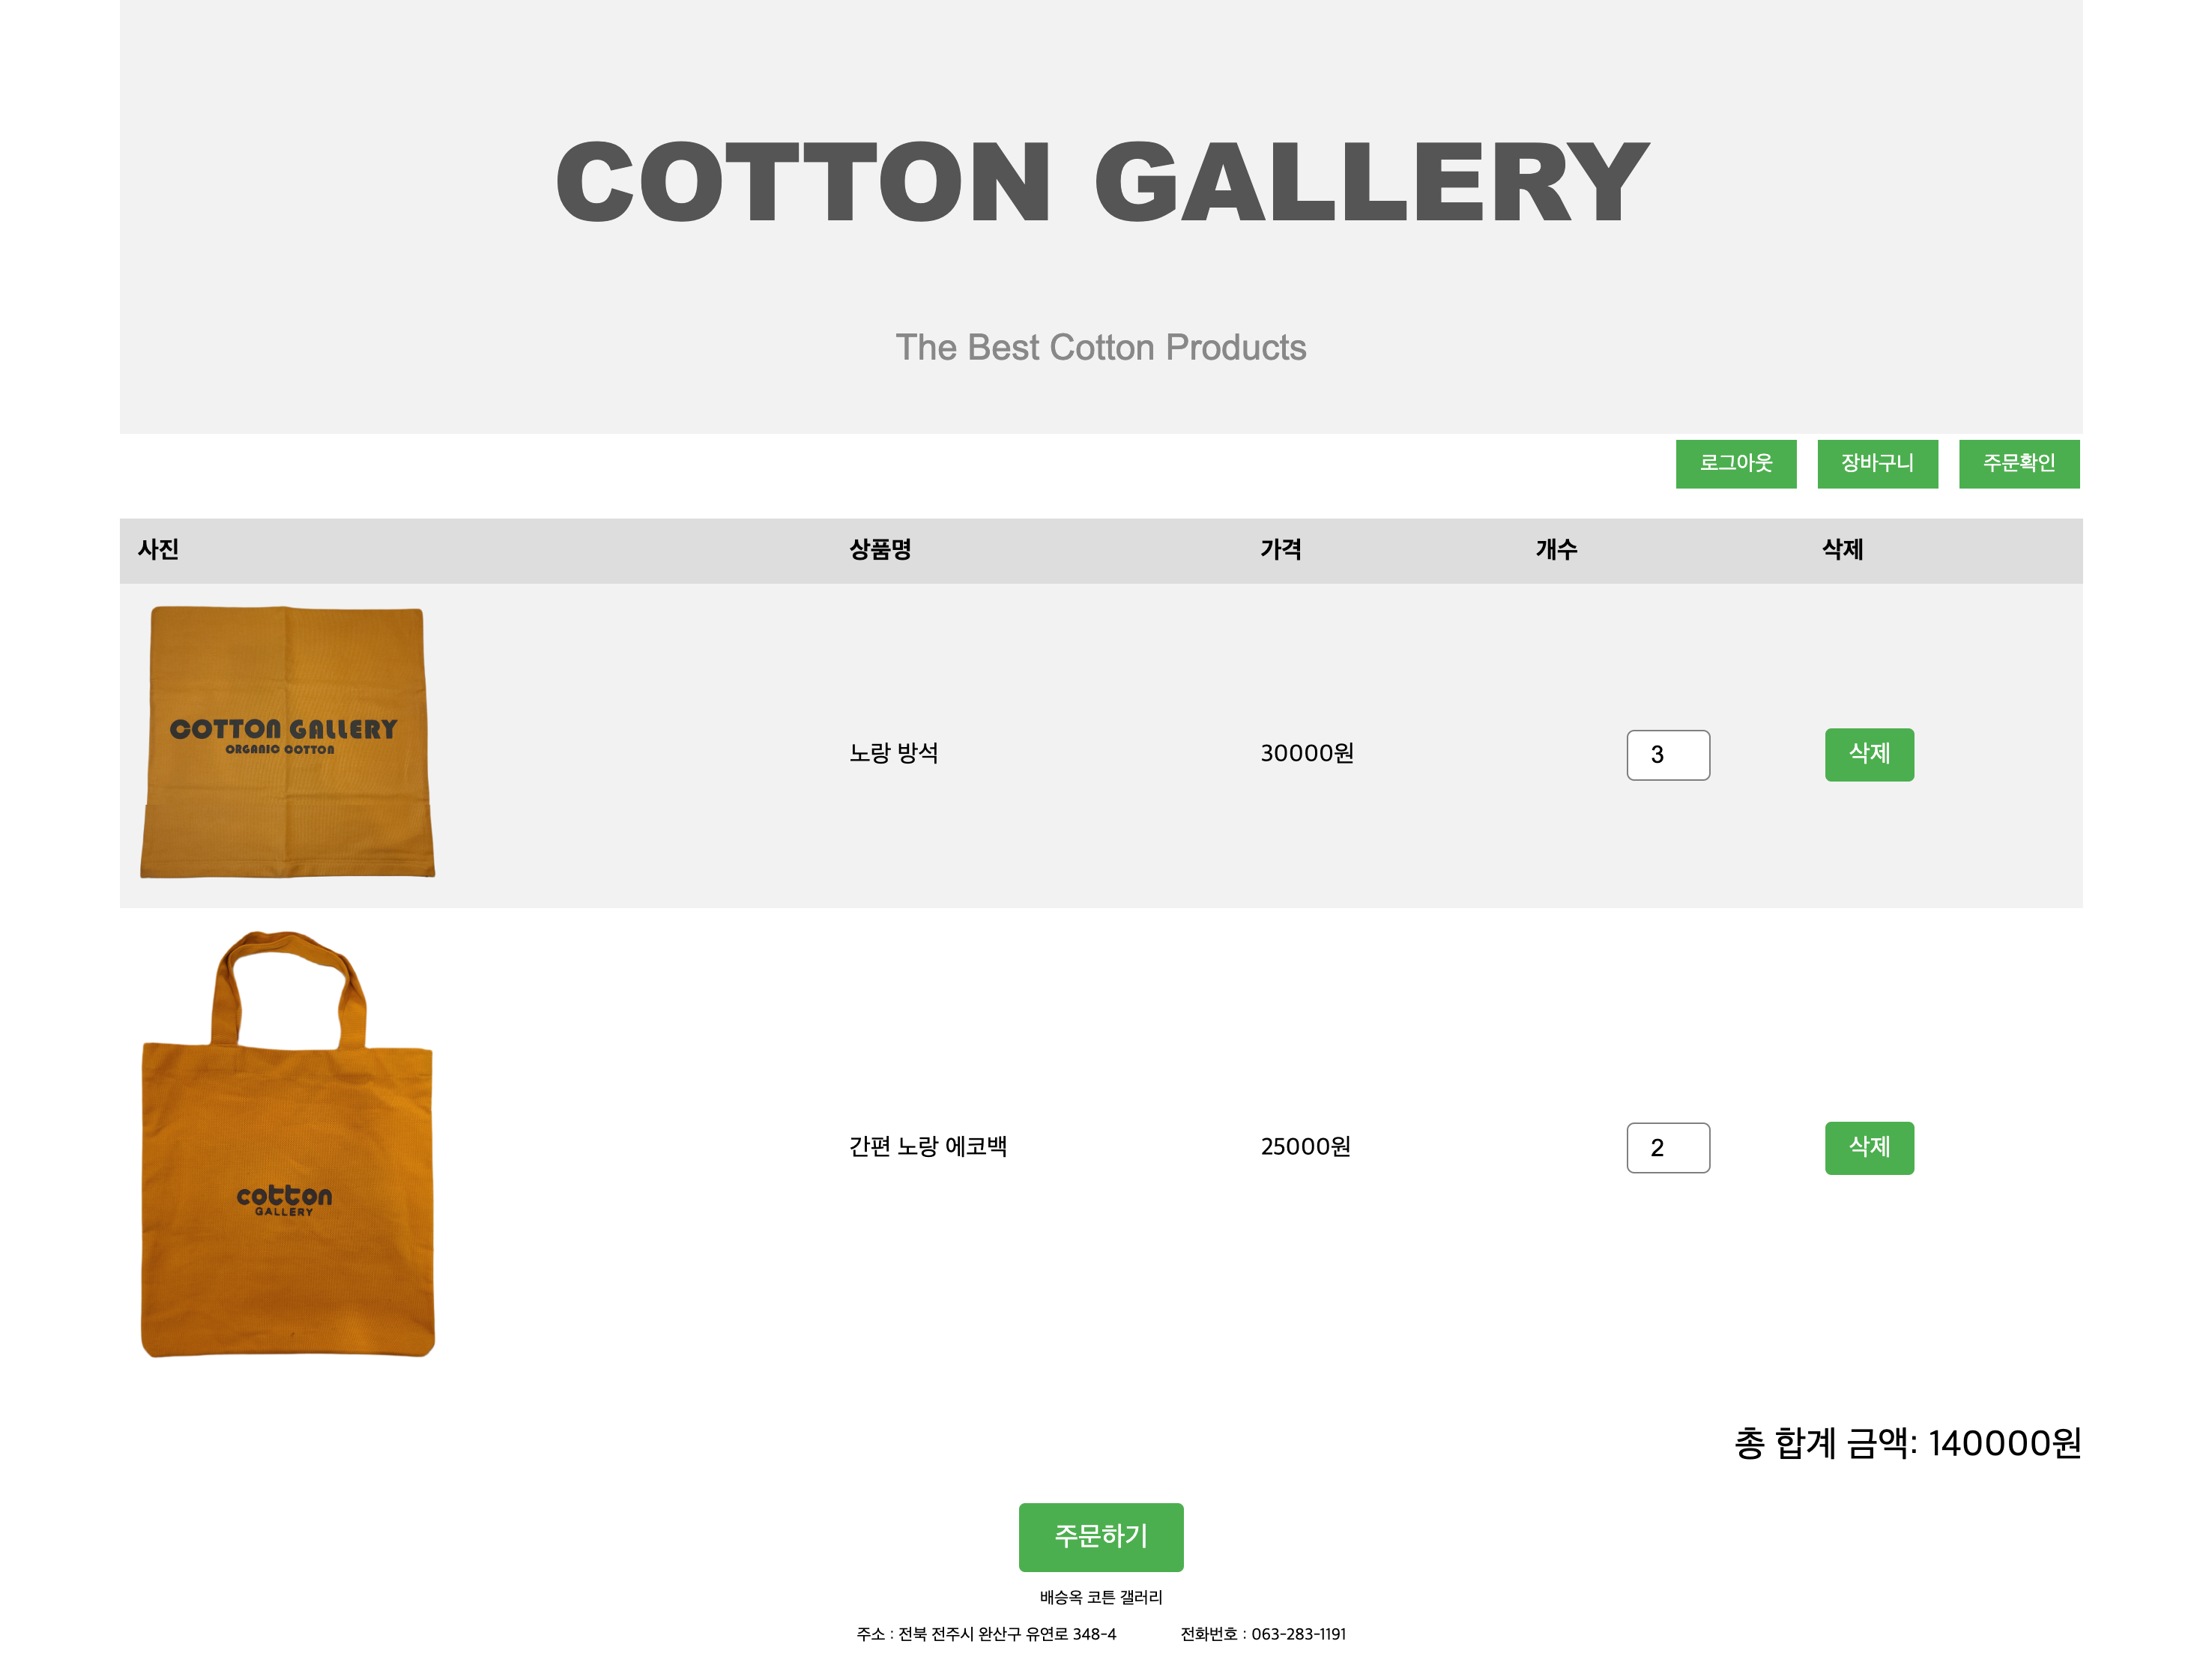 COTTON GALLERY
The Best Cotton Products
로그아웃 장바구니 주문확인
사진 상품명 가격 개수 삭제
COTTON GALLERY
ORGANIC COTTON
노랑 방석 30000원 3 삭제
cotton
GALLERY
간편 노랑 에코백 25000원 2 삭제
총 합계 금액: 140000원
주문하기
배승옥 코튼 갤러리
주소 : 전북 전주시 완산구 유연로 348-4 전화번호 : 063-283-1191